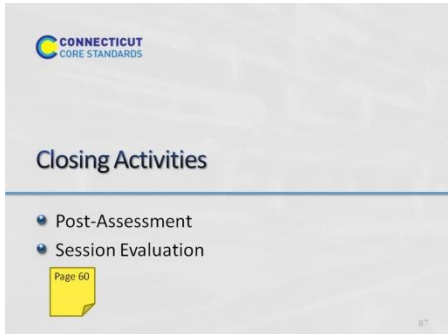 CONNECTICUT
CORE STANDARDS
Closing Activities
Post-Assessment
Session Evaluation
Page 60
87